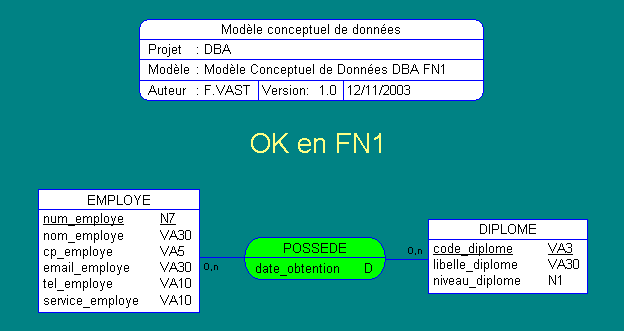 Modèle conceptuel de données
Projet : DBA
Modèle : Modèle Conceptuel de Données DBA FN1
Auteur : F.VAST Version: 1.0 12/11/2003
OK en FN1
EMPLOYE
num_employe N7
nom_employe VA30
cp_employe VA5
email_employe VA30
tel_employe VA10
service_employe VA10
0,n
POSSEDE
date_obtention D
0,n
DIPLOME
code_diplome VA3
libelle_diplome VA30
niveau_diplome N1